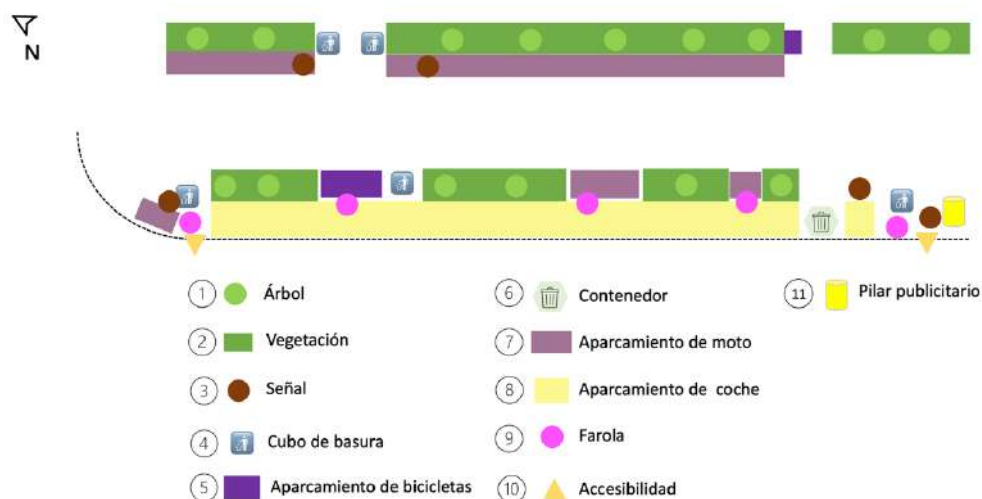 N
1 Árbol
2 Vegetación
3 Señal
4 Cubo de basura
5 Aparcamiento de bicicletas
6 Contenedor
7 Aparcamiento de moto
8 Aparcamiento de coche
9 Farola
10 Accesibilidad
11 Pilar publicitario